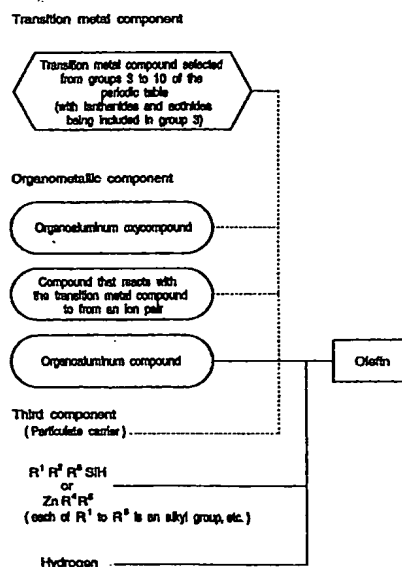 Transition metal component
Transition metal compound selected
from groups 3 to 10 of the
periodic table
(with lanthanides and actinides
being included in group 3)
Organometallic component
Organoaluminum oxycompound
Compound that reacts with
the transition metal compound
to from an ion pair
Organoaluminum compound
Olefin
Third component
(Particulate carrier)
R¹ R² R³ SiH
or
Zn R⁴ R⁵
(each of R¹ to R⁵ is an alkyl group, etc.)
Hydrogen